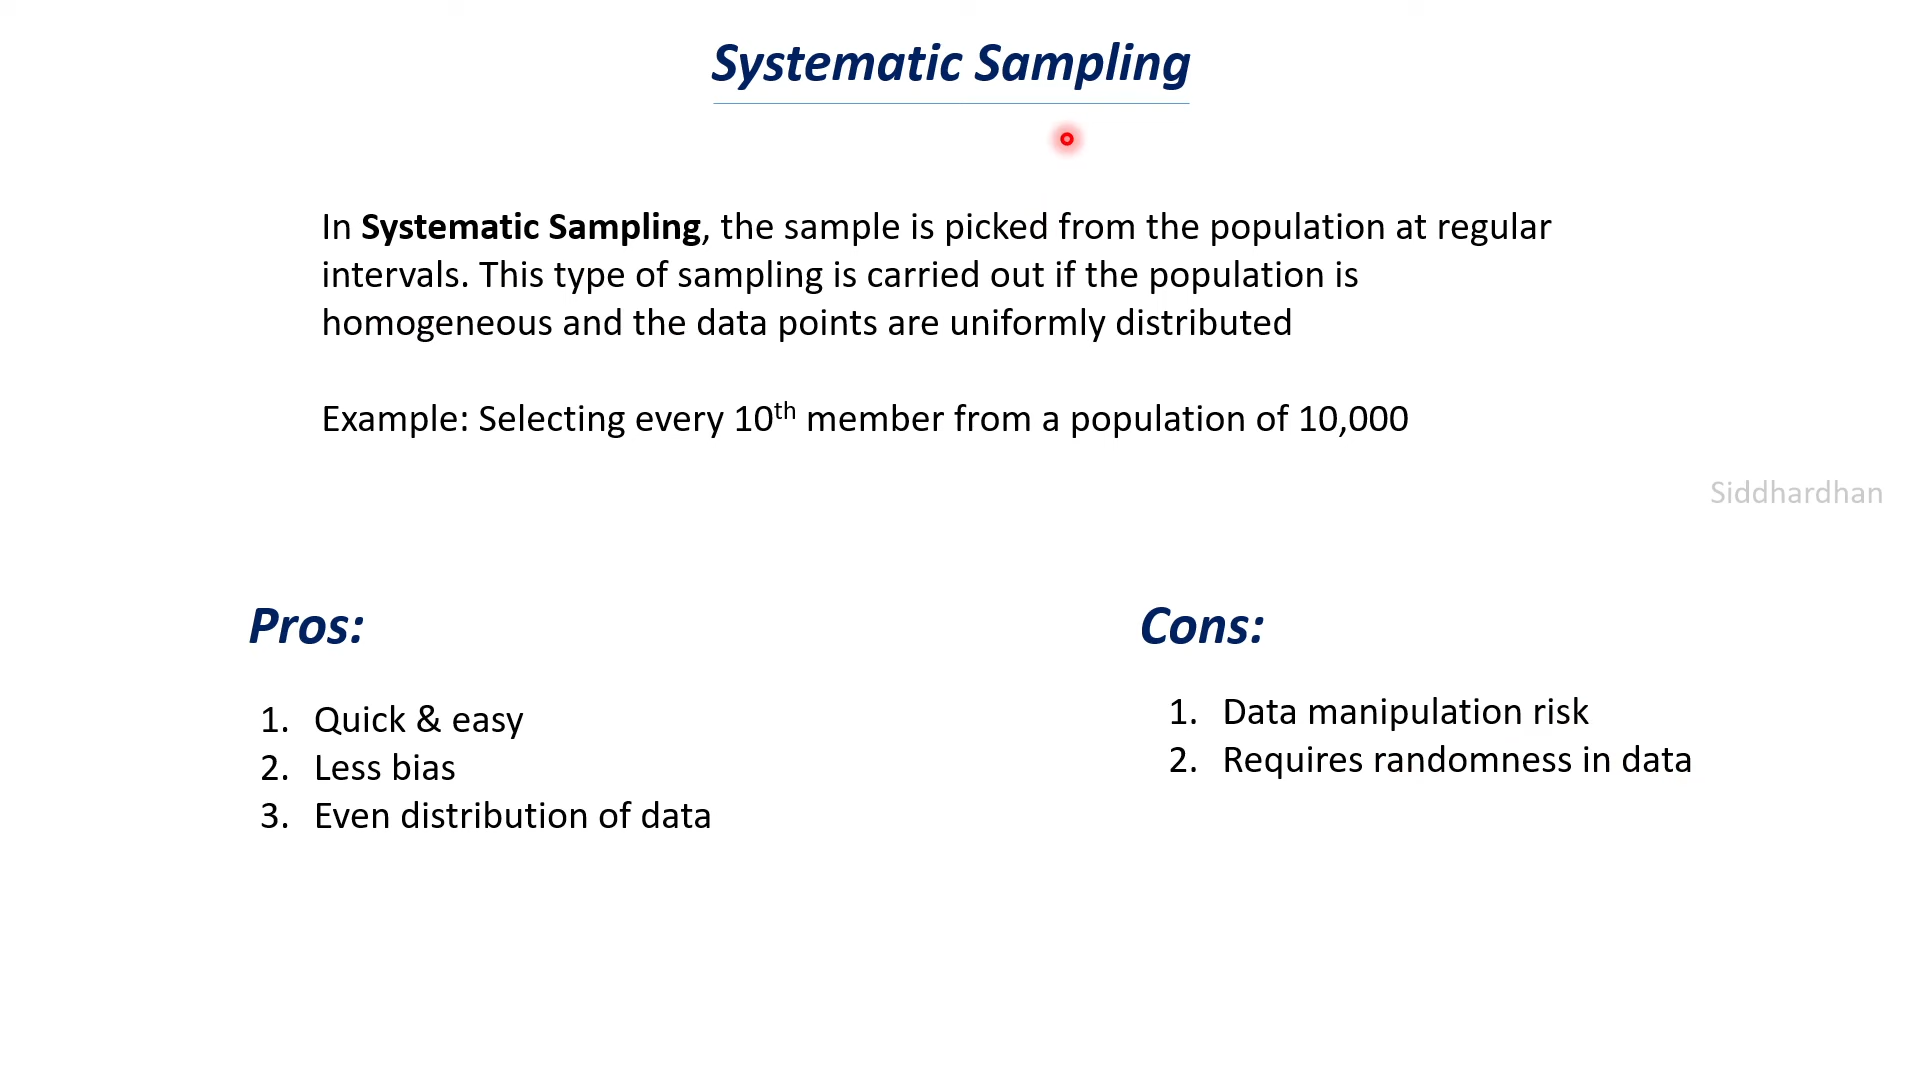 Systematic Sampling
In Systematic Sampling, the sample is picked from the population at regular
intervals. This type of sampling is carried out if the population is
homogeneous and the data points are uniformly distributed
Example: Selecting every 10th member from a population of 10,000
Siddhardhan
Pros:
1. Quick & easy
2. Less bias
3. Even distribution of data
Cons:
1. Data manipulation risk
2. Requires randomness in data